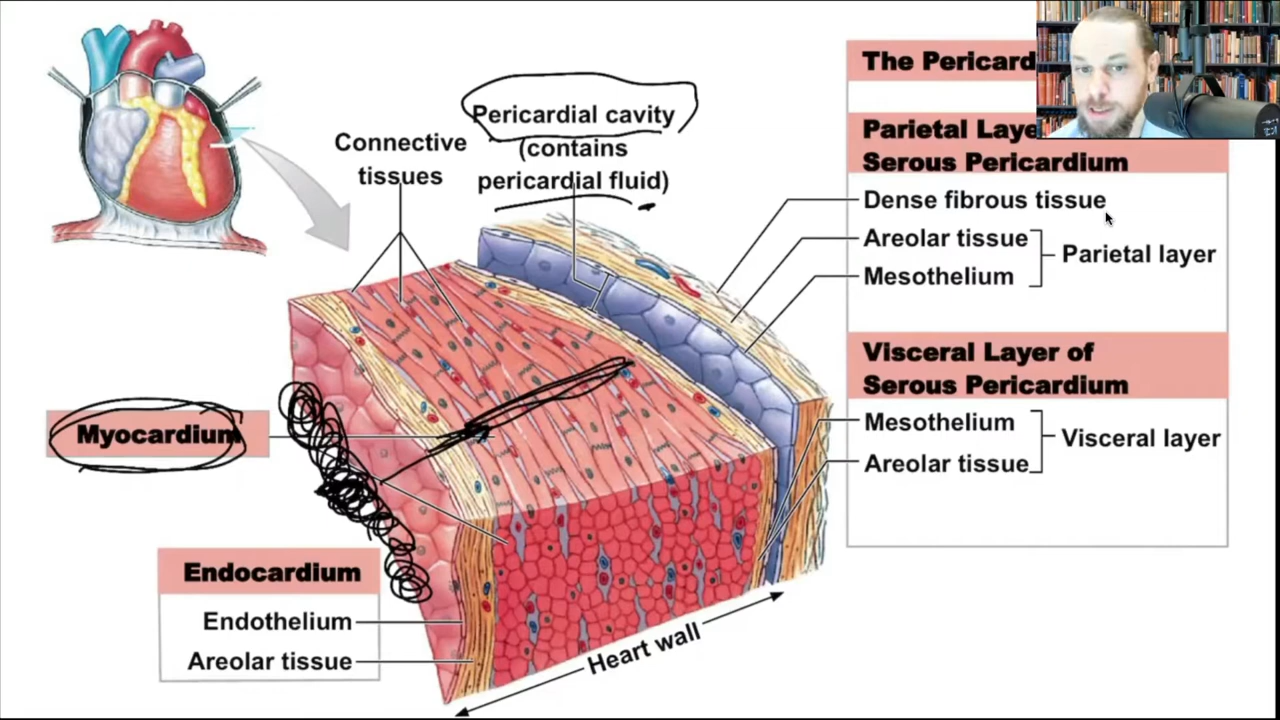 Pericardial cavity
(contains
pericardial fluid)
Connective
tissues
The Pericard
Parietal Laye
Serous Pericardium
Dense fibrous tissue
Areolar tissue
Mesothelium
Parietal layer
Visceral Layer of
Serous Pericardium
Mesothelium
Areolar tissue
Visceral layer
Myocardium
Endocardium
Endothelium
Areolar tissue
Heart wall